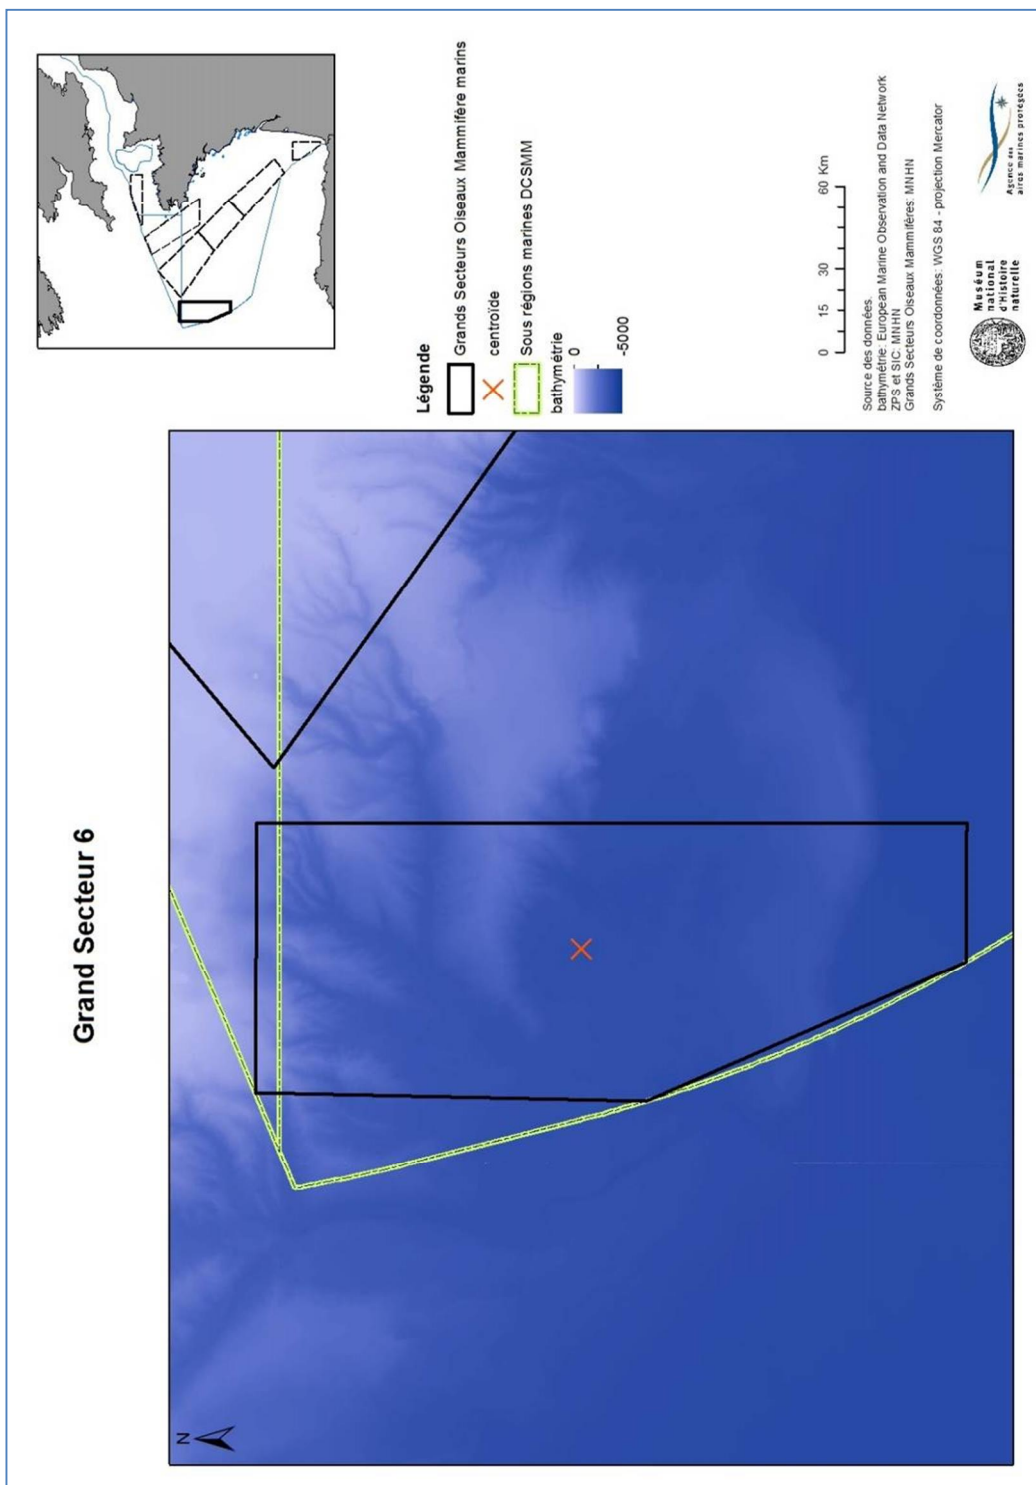 Grand Secteur 6
N
Légende
Grands Secteurs Oiseaux Mammifère marins
centroïde
Sous régions marines DCSMM
bathymétrie
0
-5000
0 15 30 60 Km
Source des données.
bathymétrie: European Marine Observation and Data Network
ZPS et SIC: MNHN
Grands Secteurs Oiseaux Mammifères: MNHN
Système de coordonnées: WGS 84 - projection Mercator
Muséum
national
d'Histoire
naturelle
Agence des
aires marines protégées